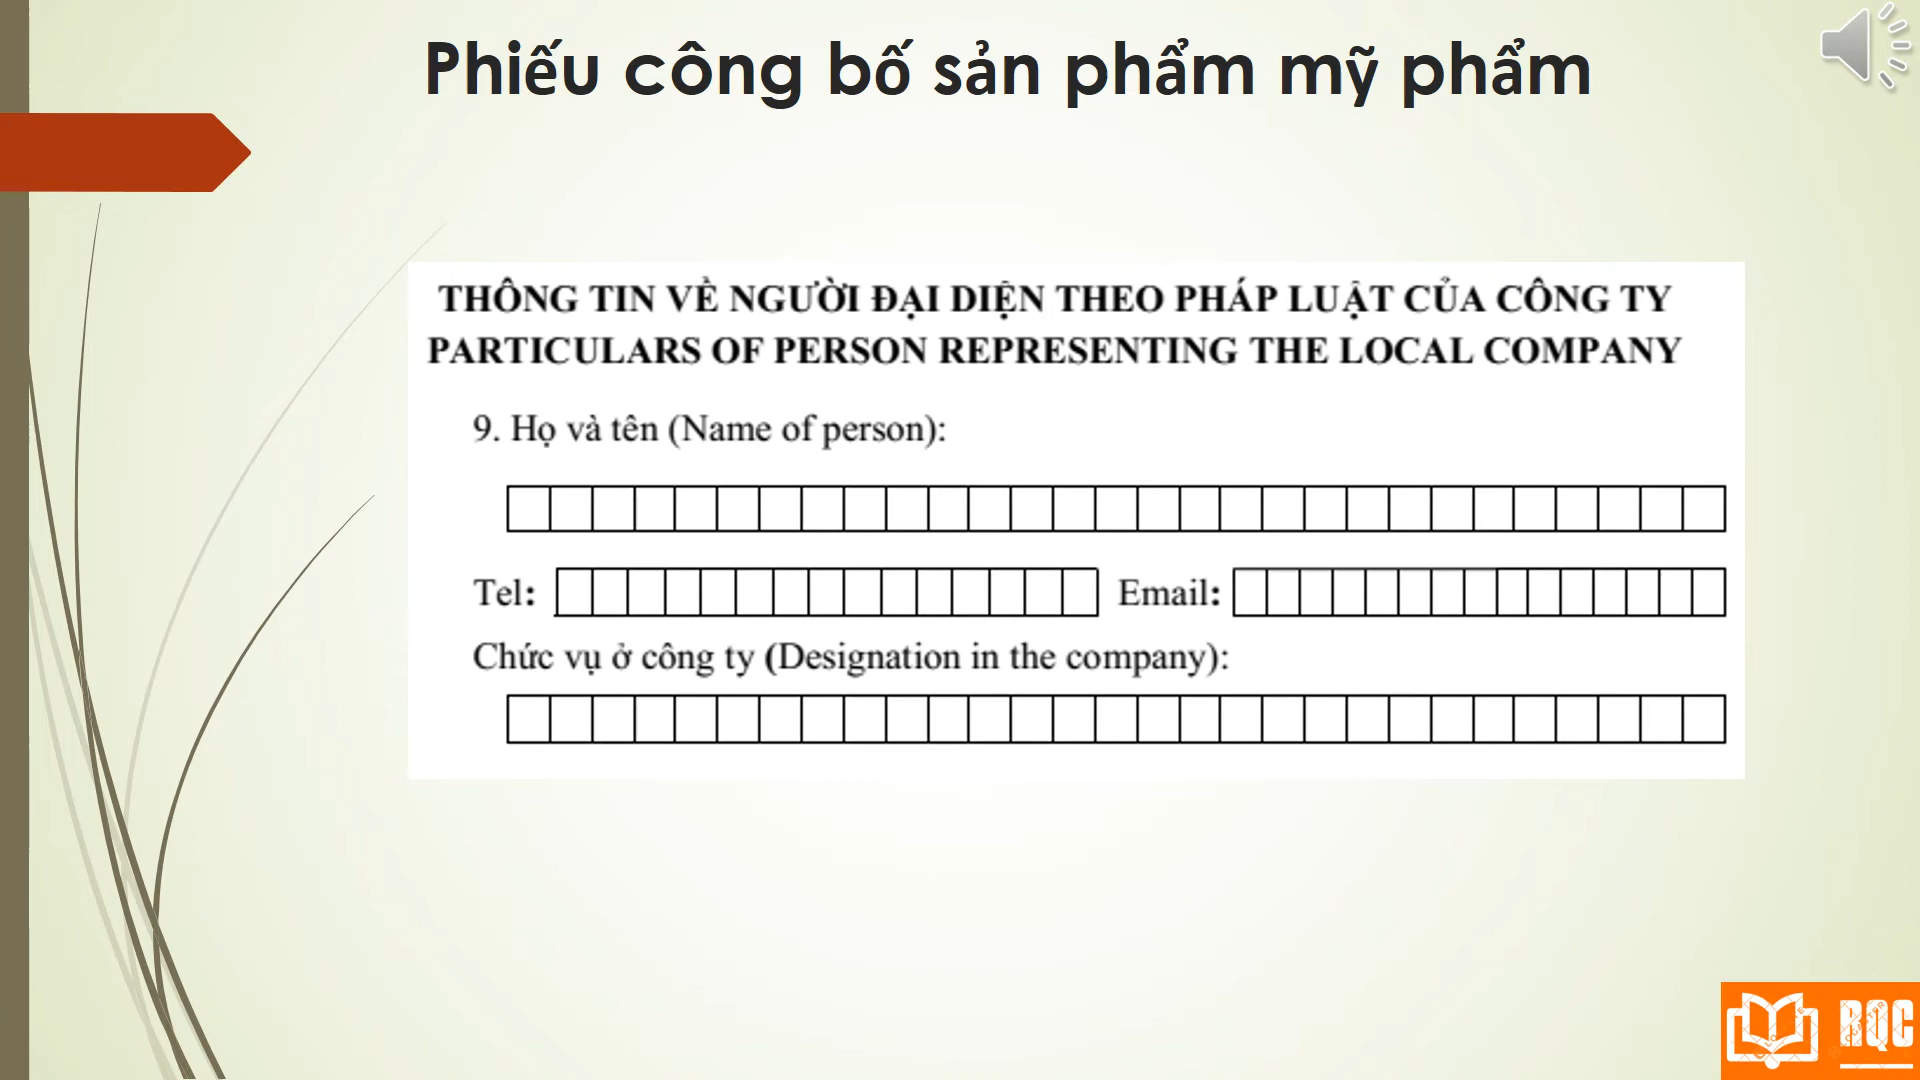 Phiếu công bố sản phẩm mỹ phẩm
THÔNG TIN VỀ NGƯỜI ĐẠI DIỆN THEO PHÁP LUẬT CỦA CÔNG TY
PARTICULARS OF PERSON REPRESENTING THE LOCAL COMPANY
9. Họ và tên (Name of person):
Tel: Email:
Chức vụ ở công ty (Designation in the company):
RQC